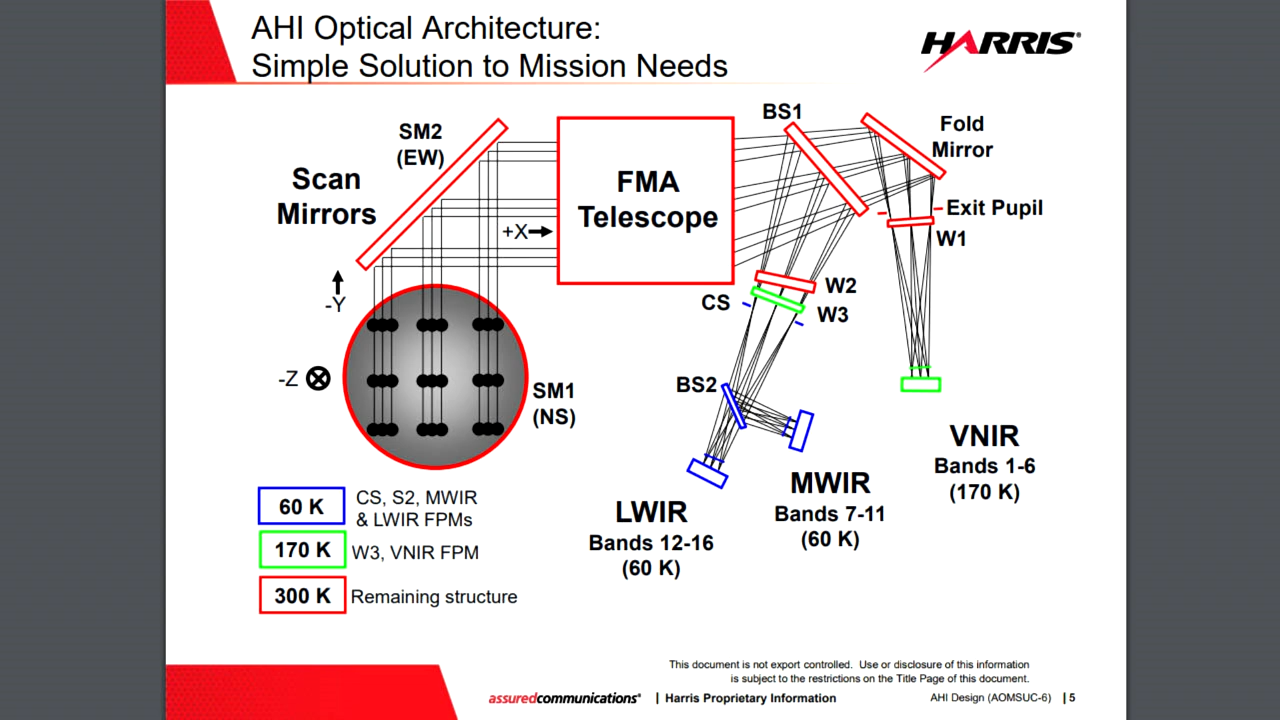 AHI Optical Architecture:
Simple Solution to Mission Needs
HARRIS®
SM2
(EW)
Scan
Mirrors
FMA
Telescope
+X
BS1
Fold
Mirror
Exit Pupil
W1
W2
W3
CS
-Y
-Z
SM1
(NS)
BS2
VNIR
Bands 1-6
(170 K)
MWIR
Bands 7-11
(60 K)
LWIR
Bands 12-16
(60 K)
60 K
CS, S2, MWIR
& LWIR FPMs
170 K
W3, VNIR FPM
300 K
Remaining structure
This document is not export controlled. Use or disclosure of this information
is subject to the restrictions on the Title Page of this document.
assuredcommunications® | Harris Proprietary Information
AHI Design (AOMSUC-6) | 5